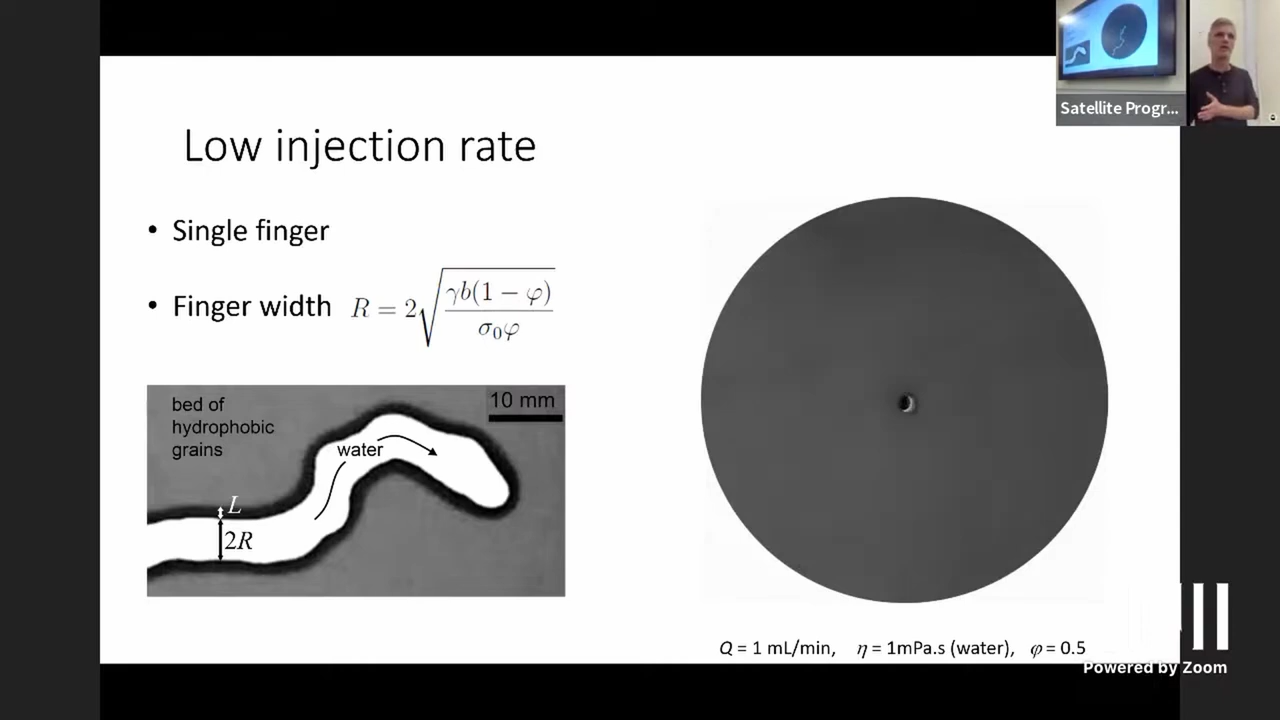 Satellite Progr...
Low injection rate
• Single finger
• Finger width R = 2√(γb(1 − φ) / σ₀φ)
bed of
hydrophobic
grains
10 mm
water
L
2R
Q = 1 mL/min, η = 1mPa.s (water), φ = 0.5
Powered by Zoom